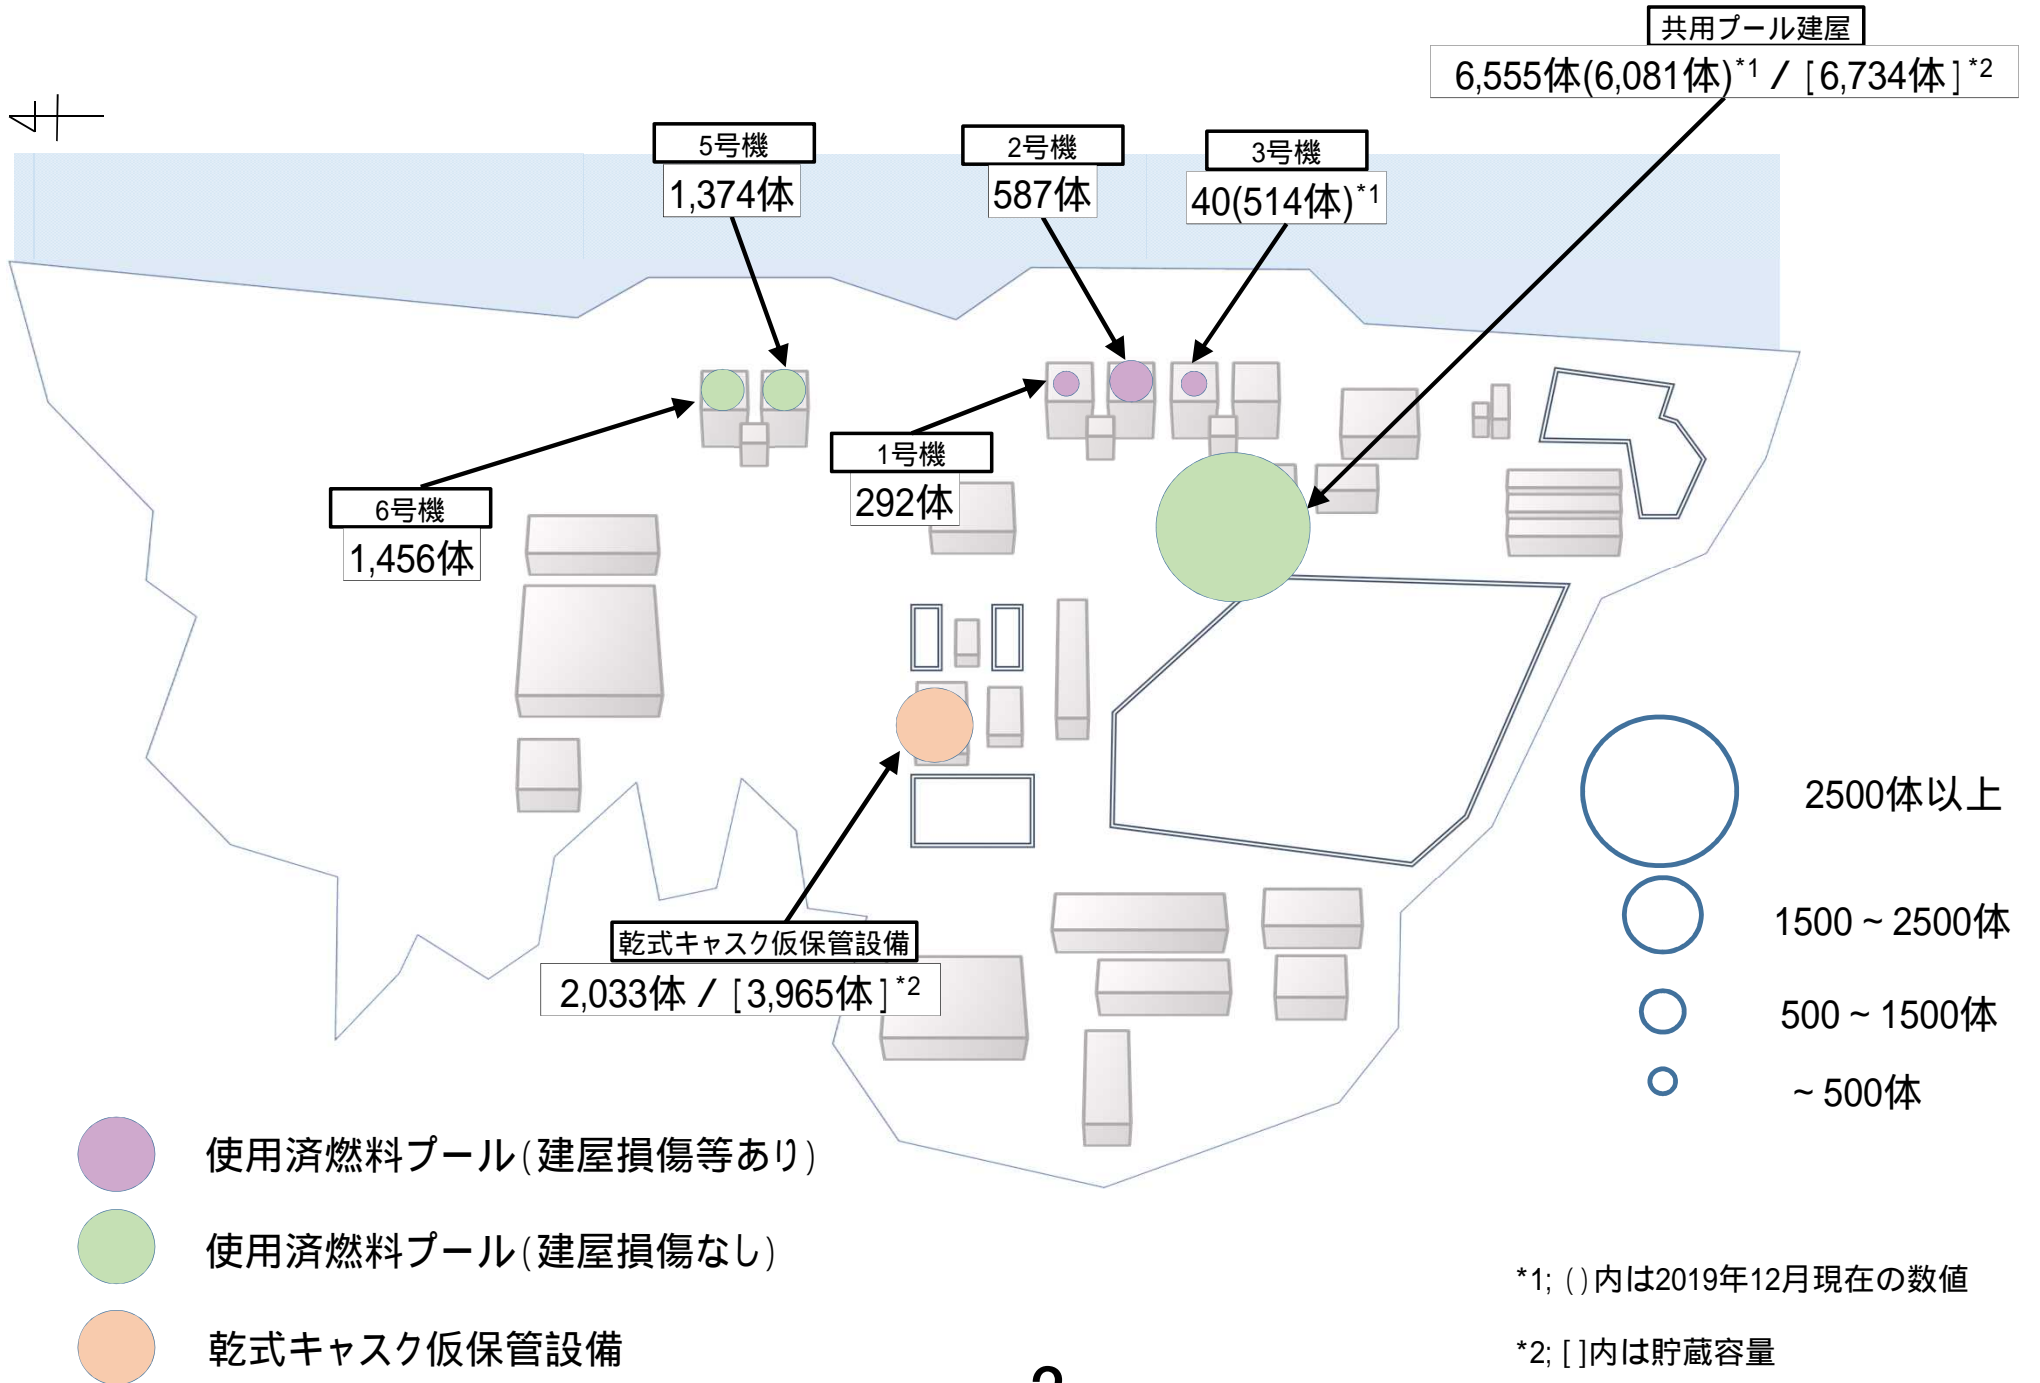 共用プール建屋
6,555体(6,081体)*1 / [6,734体]*2
5号機
1,374体
2号機
587体
3号機
40(514体)*1
1号機
292体
6号機
1,456体
乾式キャスク仮保管設備
2,033体 / [3,965体]*2
2500体以上
1500~2500体
500~1500体
~500体
使用済燃料プール(建屋損傷等あり)
使用済燃料プール(建屋損傷なし)
乾式キャスク仮保管設備
*1; ( )内は2019年12月現在の数値
*2; [ ]内は貯蔵容量